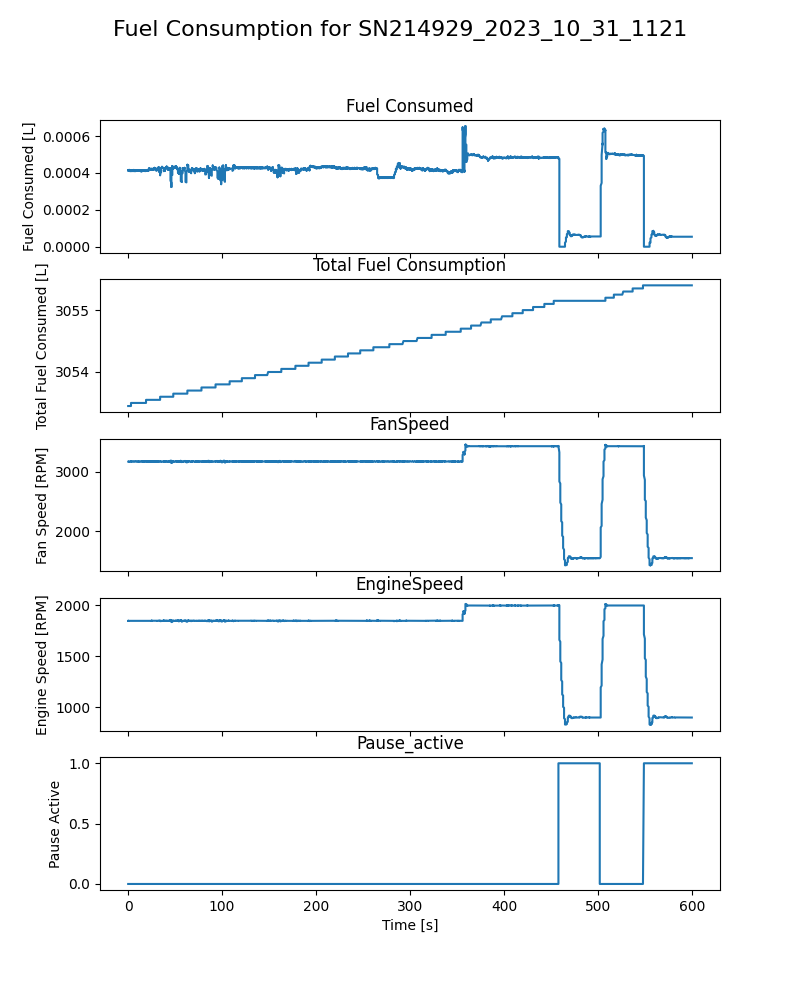 Fuel Consumption for SN214929_2023_10_31_1121
Fuel Consumed
Fuel Consumed [L]
0.0006
0.0004
0.0002
0.0000
Total Fuel Consumption
Total Fuel Consumed [L]
3055
3054
FanSpeed
Fan Speed [RPM]
3000
2000
EngineSpeed
Engine Speed [RPM]
2000
1500
1000
Pause_active
Pause Active
1.0
0.5
0.0
0 100 200 300 400 500 600
Time [s]